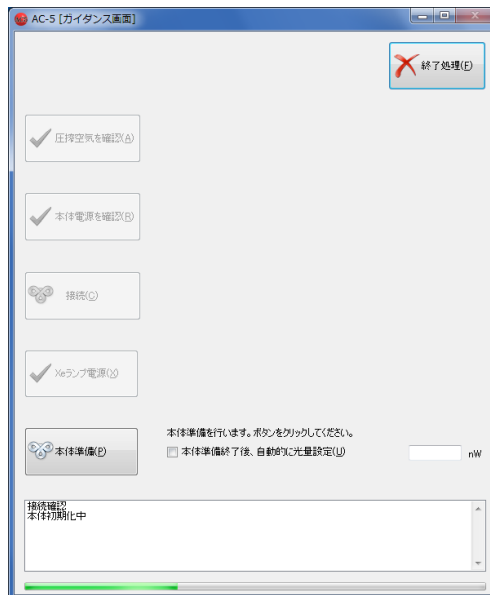 AC-5 [ガイダンス画面]
終了処理(F)
圧搾空気を確認(A)
本体電源を確認(B)
接続(C)
Xeランプ電源(X)
本体準備(P)
本体準備を行います。ボタンをクリックしてください。
本体準備終了後、自動的に光量設定(U)
nW
接続確認
本体初期化中